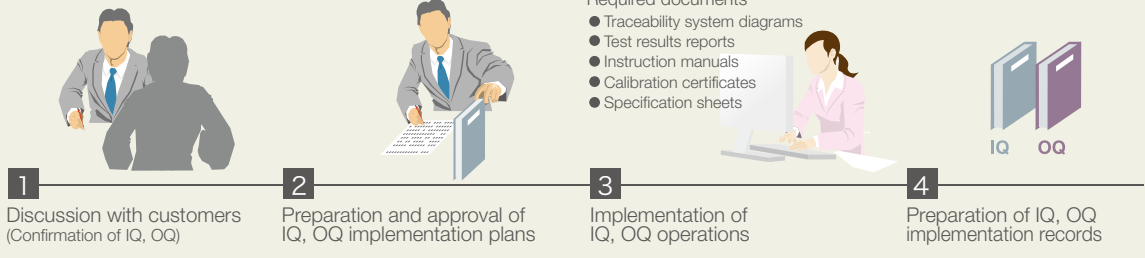 Required documents
● Traceability system diagrams
● Test results reports
● Instruction manuals
● Calibration certificates
● Specification sheets
IQ OQ
1
Discussion with customers
(Confirmation of IQ, OQ)
2
Preparation and approval of
IQ, OQ implementation plans
3
Implementation of
IQ, OQ operations
4
Preparation of IQ, OQ
implementation records